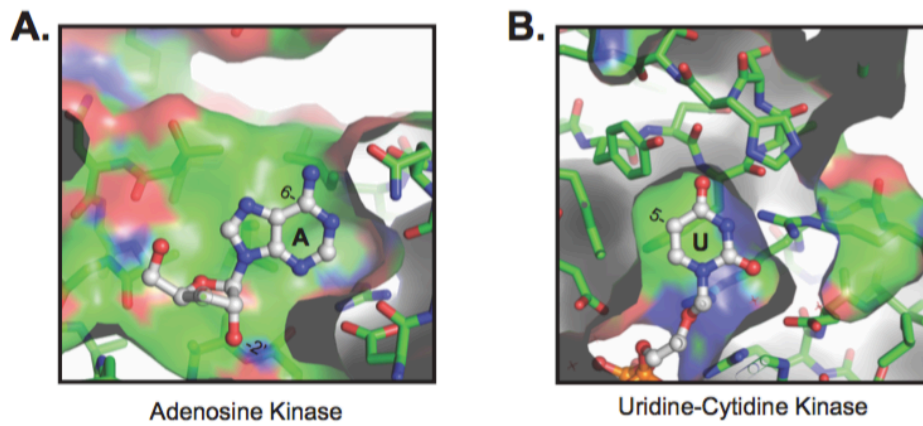 A.
B.
6-
A
-2'
5-
U
Adenosine Kinase
Uridine-Cytidine Kinase